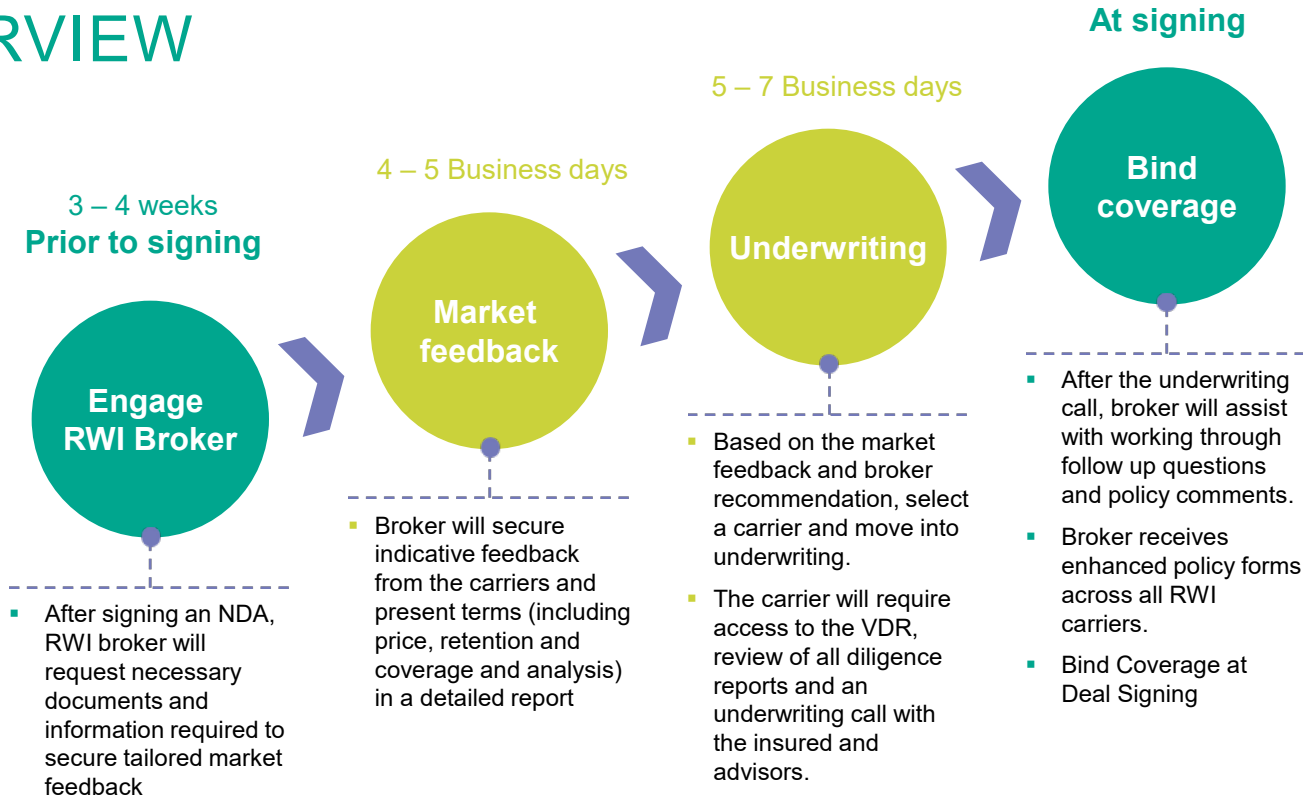 RVIEW
3 – 4 weeks
Prior to signing
Engage
RWI Broker
▪ After signing an NDA,
RWI broker will
request necessary
documents and
information required to
secure tailored market
feedback
4 – 5 Business days
Market
feedback
▪ Broker will secure
indicative feedback
from the carriers and
present terms (including
price, retention and
coverage and analysis)
in a detailed report
5 – 7 Business days
Underwriting
▪ Based on the market
feedback and broker
recommendation, select
a carrier and move into
underwriting.
▪ The carrier will require
access to the VDR,
review of all diligence
reports and an
underwriting call with
the insured and
advisors.
At signing
Bind
coverage
▪ After the underwriting
call, broker will assist
with working through
follow up questions
and policy comments.
▪ Broker receives
enhanced policy forms
across all RWI
carriers.
▪ Bind Coverage at
Deal Signing